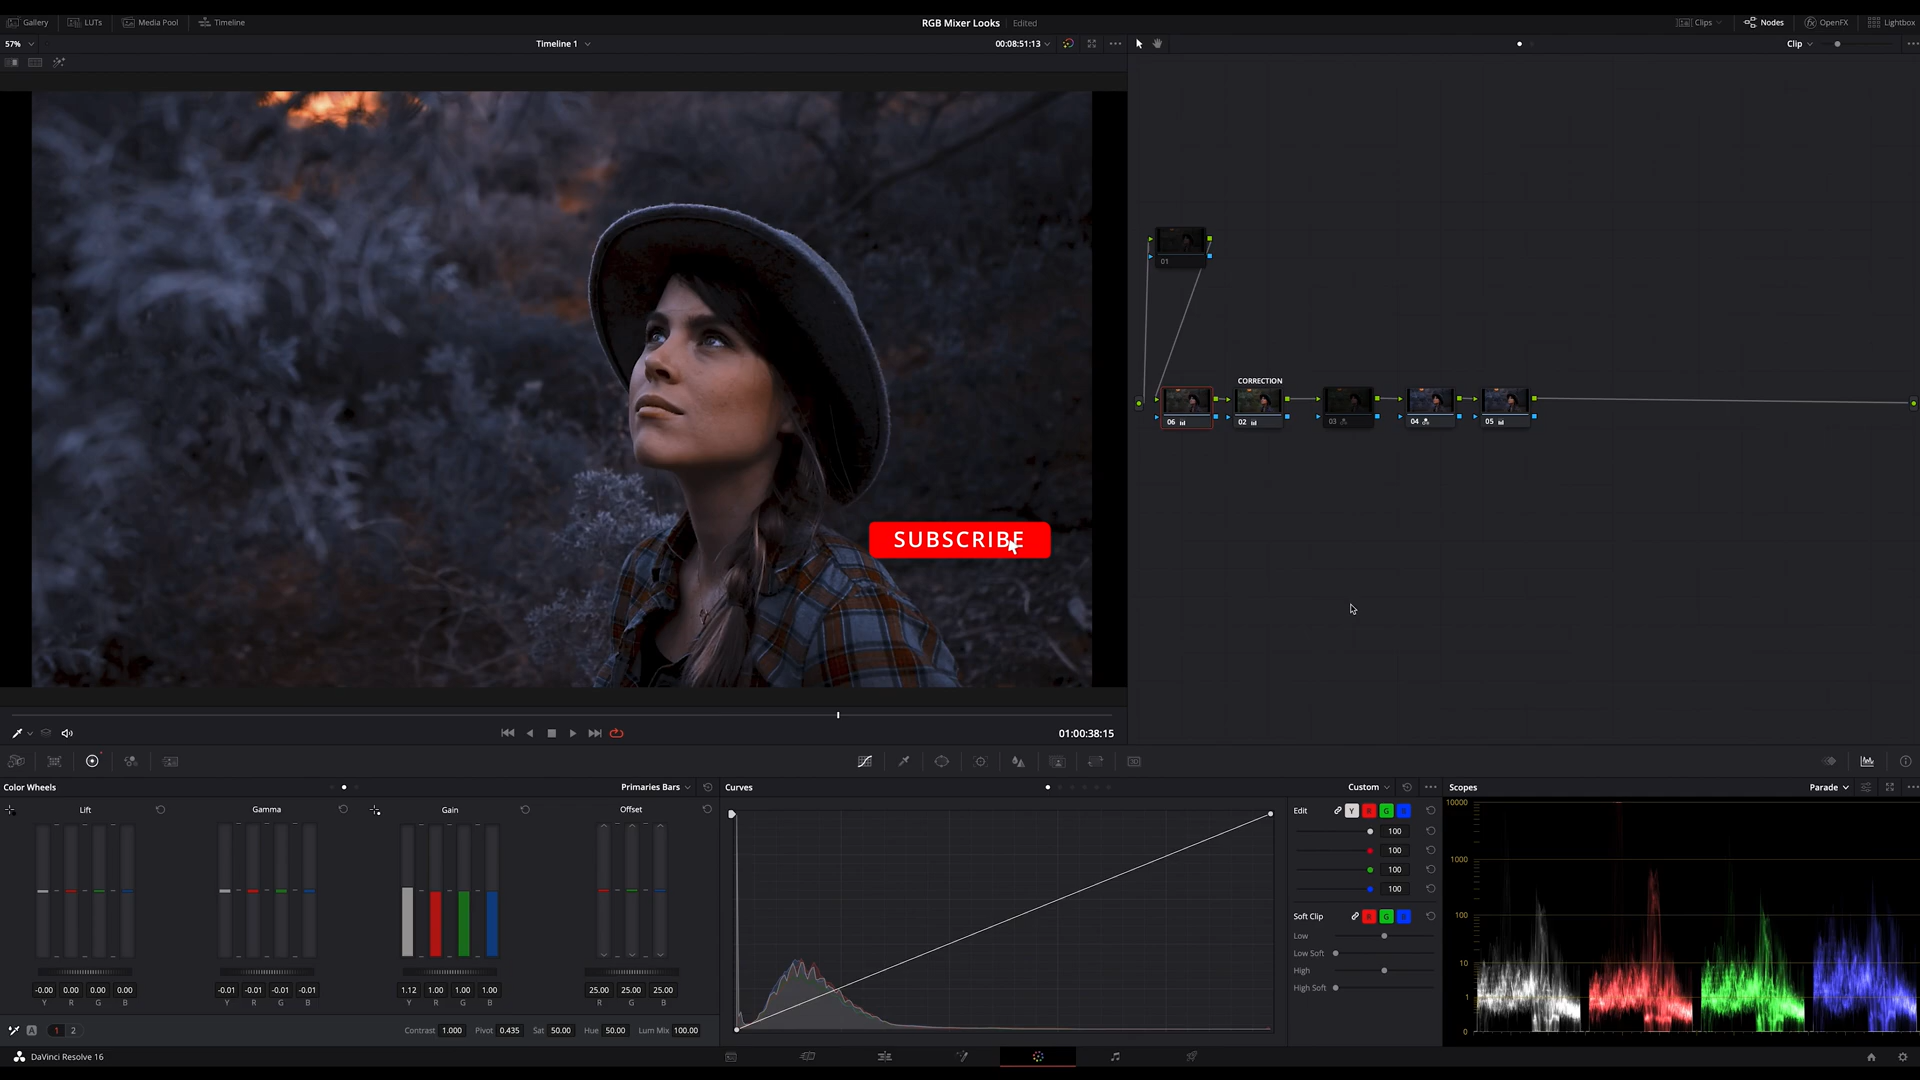 Gallery LUTs Media Pool Timeline RGB Mixer Looks Edited Clips Nodes OpenFX Lightbox
57% Timeline 1 00:08:51:13 Clip
01
CORRECTION
06 02 03 04 05
SUBSCRIBE
01:00:38:15
Color Wheels Primaries Bars Curves Custom Scopes Parade
Lift Gamma Gain Offset
-0.00 0.00 0.00 0.00 -0.01 -0.01 -0.01 -0.01 1.12 1.00 1.00 1.00 25.00 25.00 25.00
Y R G B Y R G B Y R G B R G B
1 2 Contrast 1.000 Pivot 0.435 Sat 50.00 Hue 50.00 Lum Mix 100.00
Edit Y R G B
100
100
100
100
Soft Clip R G B
Low
Low Soft
High
High Soft
10000
1000
100
10
1
0
DaVinci Resolve 16